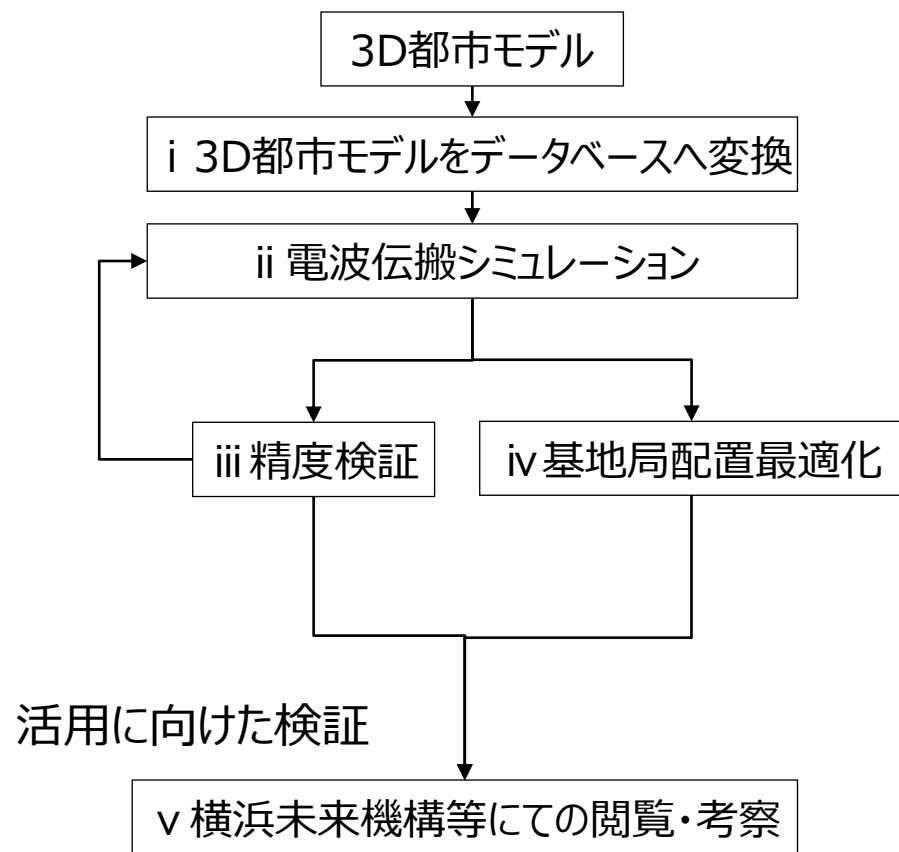 3D都市モデル
ⅰ 3D都市モデルをデータベースへ変換
ⅱ 電波伝搬シミュレーション
ⅲ 精度検証
ⅳ 基地局配置最適化
活用に向けた検証
ⅴ 横浜未来機構等にての閲覧・考察